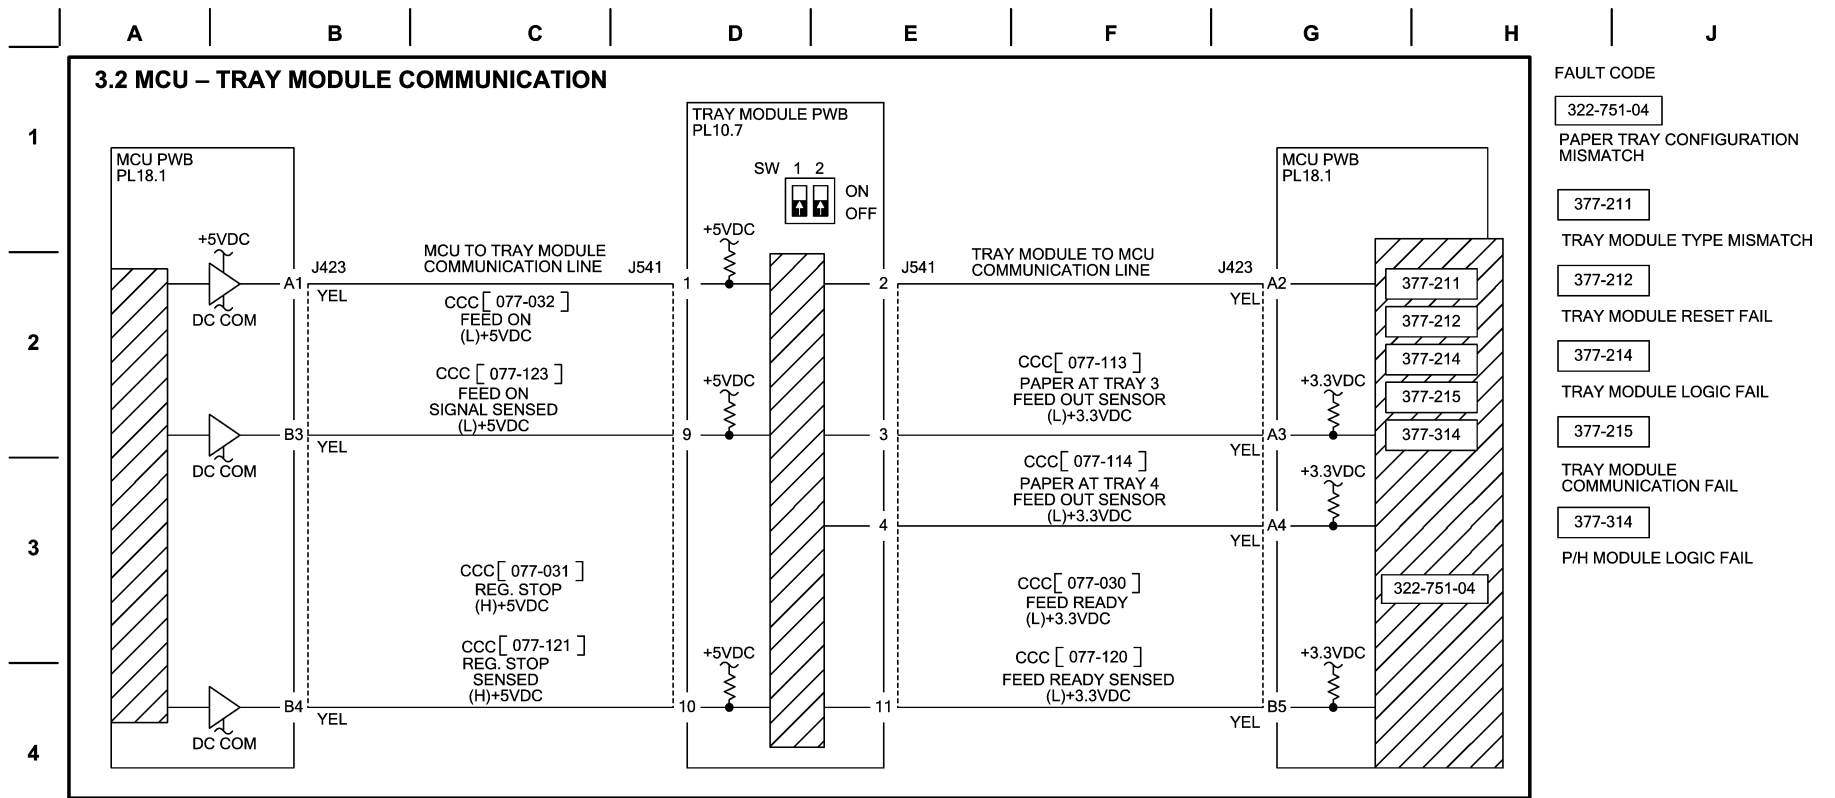 A B C D E F G H J
1
2
3
4
3.2 MCU – TRAY MODULE COMMUNICATION
MCU PWB
PL18.1
+5VDC
DC COM
A1
J423
YEL
MCU TO TRAY MODULE
COMMUNICATION LINE
J541
CCC[ 077-032 ]
FEED ON
(L)+5VDC
CCC [ 077-123 ]
FEED ON
SIGNAL SENSED
(L)+5VDC
B3
YEL
DC COM
CCC[ 077-031 ]
REG. STOP
(H)+5VDC
CCC[ 077-121 ]
REG. STOP
SENSED
(H)+5VDC
B4
YEL
DC COM
TRAY MODULE PWB
PL10.7
SW 1 2
ON
OFF
+5VDC
1
+5VDC
9
+5VDC
10
2
3
4
11
J541
TRAY MODULE TO MCU
COMMUNICATION LINE
J423
YEL
A2
CCC[ 077-113 ]
PAPER AT TRAY 3
FEED OUT SENSOR
(L)+3.3VDC
YEL
A3
+3.3VDC
CCC[ 077-114 ]
PAPER AT TRAY 4
FEED OUT SENSOR
(L)+3.3VDC
YEL
A4
+3.3VDC
CCC[ 077-030 ]
FEED READY
(L)+3.3VDC
CCC [ 077-120 ]
FEED READY SENSED
(L)+3.3VDC
YEL
B5
+3.3VDC
MCU PWB
PL18.1
377-211
377-212
377-214
377-215
377-314
322-751-04
FAULT CODE
322-751-04
PAPER TRAY CONFIGURATION
MISMATCH
377-211
TRAY MODULE TYPE MISMATCH
377-212
TRAY MODULE RESET FAIL
377-214
TRAY MODULE LOGIC FAIL
377-215
TRAY MODULE
COMMUNICATION FAIL
377-314
P/H MODULE LOGIC FAIL